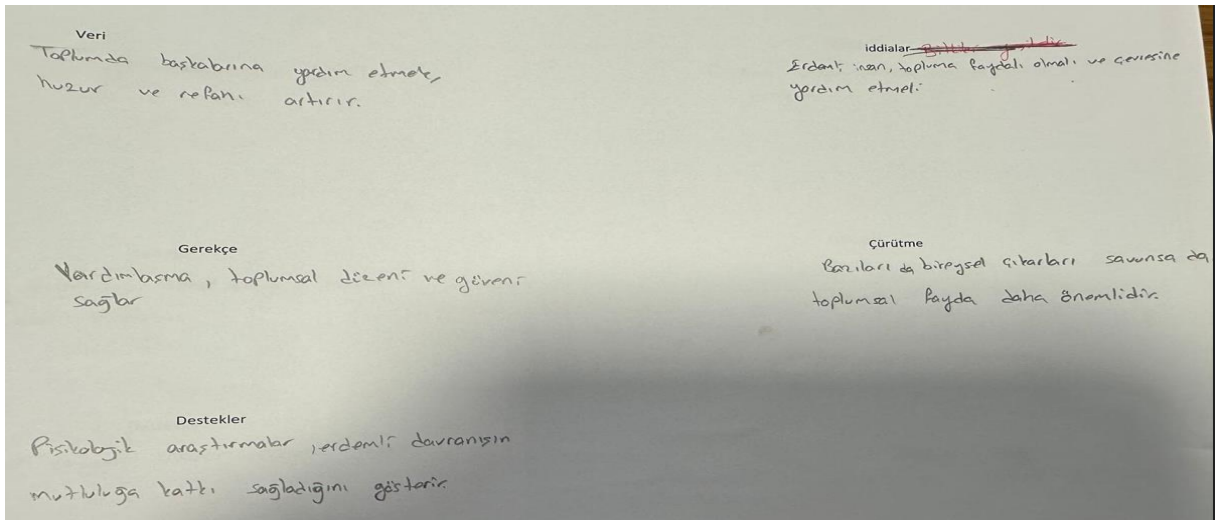 Veri
Toplumda başkabrına yardım etmek,
huzur ve refahı artırır.
iddialar
Erdemli insan, topluma faydalı olmalı ve çevresine
yardım etmeli
Gerekçe
Yardımlaşma, toplumsal düzeni ve güveni
sağlar
Çürütme
Bazıları da bireysel çıkarları savunsa da
toplumsal fayda daha önemlidir.
Destekler
Pisikolojik araştırmalar, erdemli davranışın
mutluluğa katkı sağladığını gösterir.